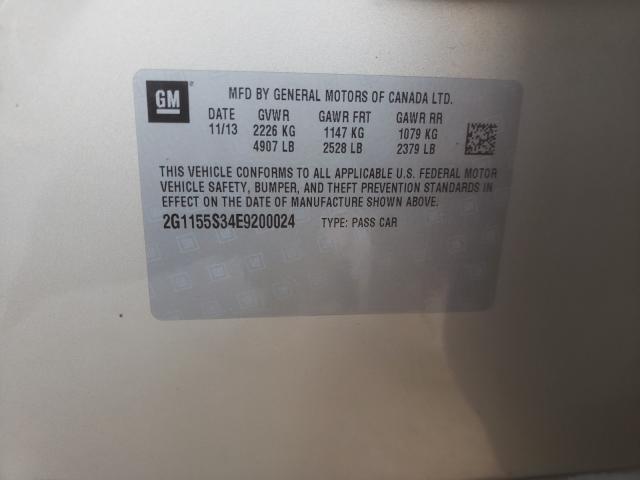 GM
MFD BY GENERAL MOTORS OF CANADA LTD.
DATE GVWR GAWR FRT GAWR RR
11/13 2226 KG 1147 KG 1079 KG
4907 LB 2528 LB 2379 LB
THIS VEHICLE CONFORMS TO ALL APPLICABLE U.S. FEDERAL MOTOR
VEHICLE SAFETY, BUMPER, AND THEFT PREVENTION STANDARDS IN
EFFECT ON THE DATE OF MANUFACTURE SHOWN ABOVE.
2G1155S34E9200024 TYPE: PASS CAR